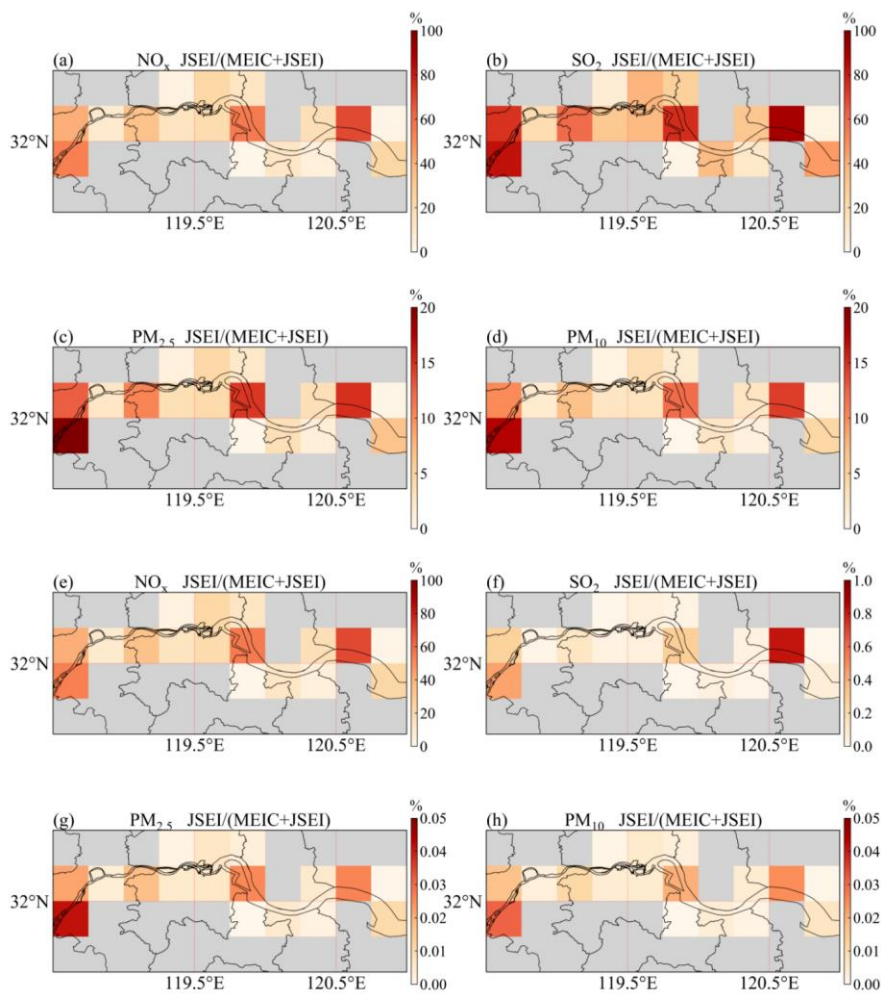 (a) NOₓ JSEI/(MEIC+JSEI)
%
100
80
60
40
20
0
32°N
119.5°E 120.5°E
(b) SO₂ JSEI/(MEIC+JSEI)
%
100
80
60
40
20
0
32°N
119.5°E 120.5°E
(c) PM₂.₅ JSEI/(MEIC+JSEI)
%
20
15
10
5
0
32°N
119.5°E 120.5°E
(d) PM₁₀ JSEI/(MEIC+JSEI)
%
20
15
10
5
0
32°N
119.5°E 120.5°E
(e) NOₓ JSEI/(MEIC+JSEI)
%
100
80
60
40
20
0
32°N
119.5°E 120.5°E
(f) SO₂ JSEI/(MEIC+JSEI)
%
1.0
0.8
0.6
0.4
0.2
0.0
32°N
119.5°E 120.5°E
(g) PM₂.₅ JSEI/(MEIC+JSEI)
%
0.05
0.04
0.03
0.02
0.01
0.00
32°N
119.5°E 120.5°E
(h) PM₁₀ JSEI/(MEIC+JSEI)
%
0.05
0.04
0.03
0.02
0.01
0.00
32°N
119.5°E 120.5°E